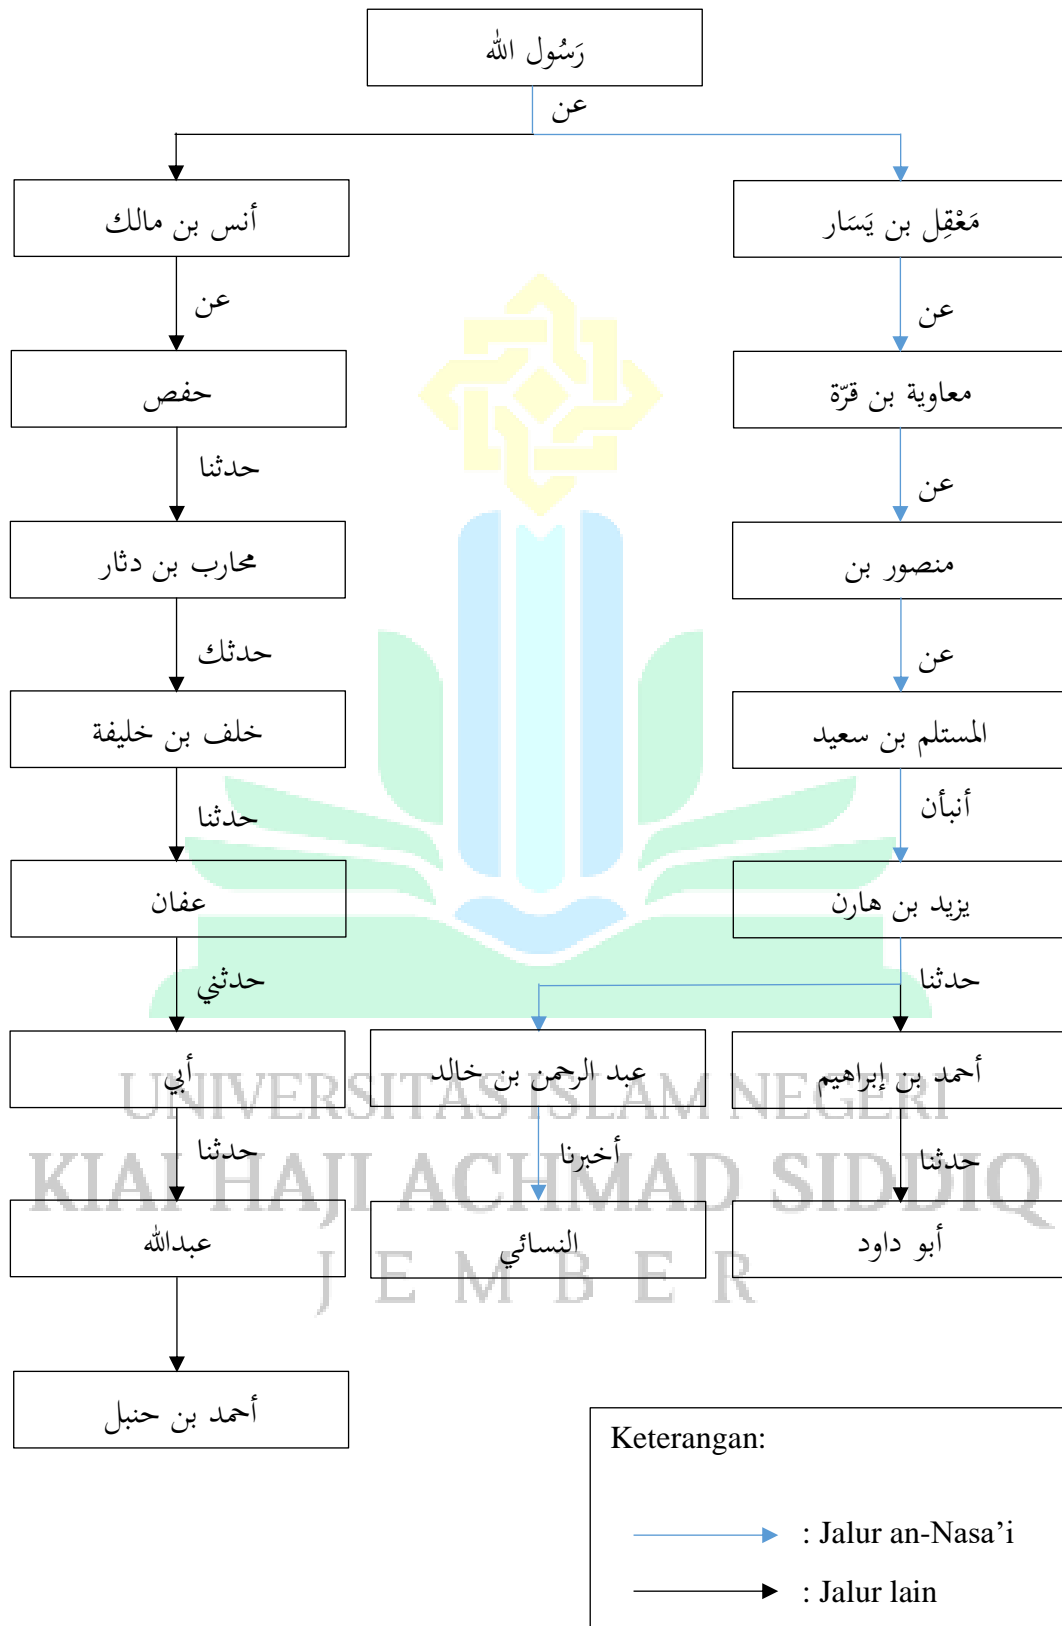 رَسُول الله
عن
أنس بن مالك
مَعْقِل بن يَسَار
عن
عن
حفص
معاوية بن قرّة
حدثنا
عن
محارب بن دثار
منصور بن
حدثك
عن
خلف بن خليفة
المستلم بن سعيد
حدثنا
أنبأن
عفان
يزيد بن هارن
حدثني
حدثنا
أبي
عبد الرحمن بن خالد
أحمد بن إبراهيم
UNIVERSITAS ISLAM NEGERI
حدثنا
أخبرنا
حدثنا
KIAI HAJI ACHMAD SIDDIQ
عبدالله
النسائي
أبو داود
JEMBER
أحمد بن حنبل
Keterangan:
: Jalur an-Nasa’i
: Jalur lain